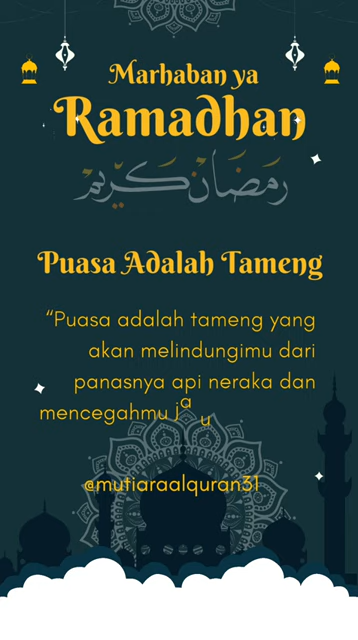 Marhaban ya
Ramadhan
رمضان كريم
Puasa Adalah Tameng
“Puasa adalah tameng yang
akan melindungimu dari
panasnya api neraka dan
mencegahmu jau
@mutiaraalquran31